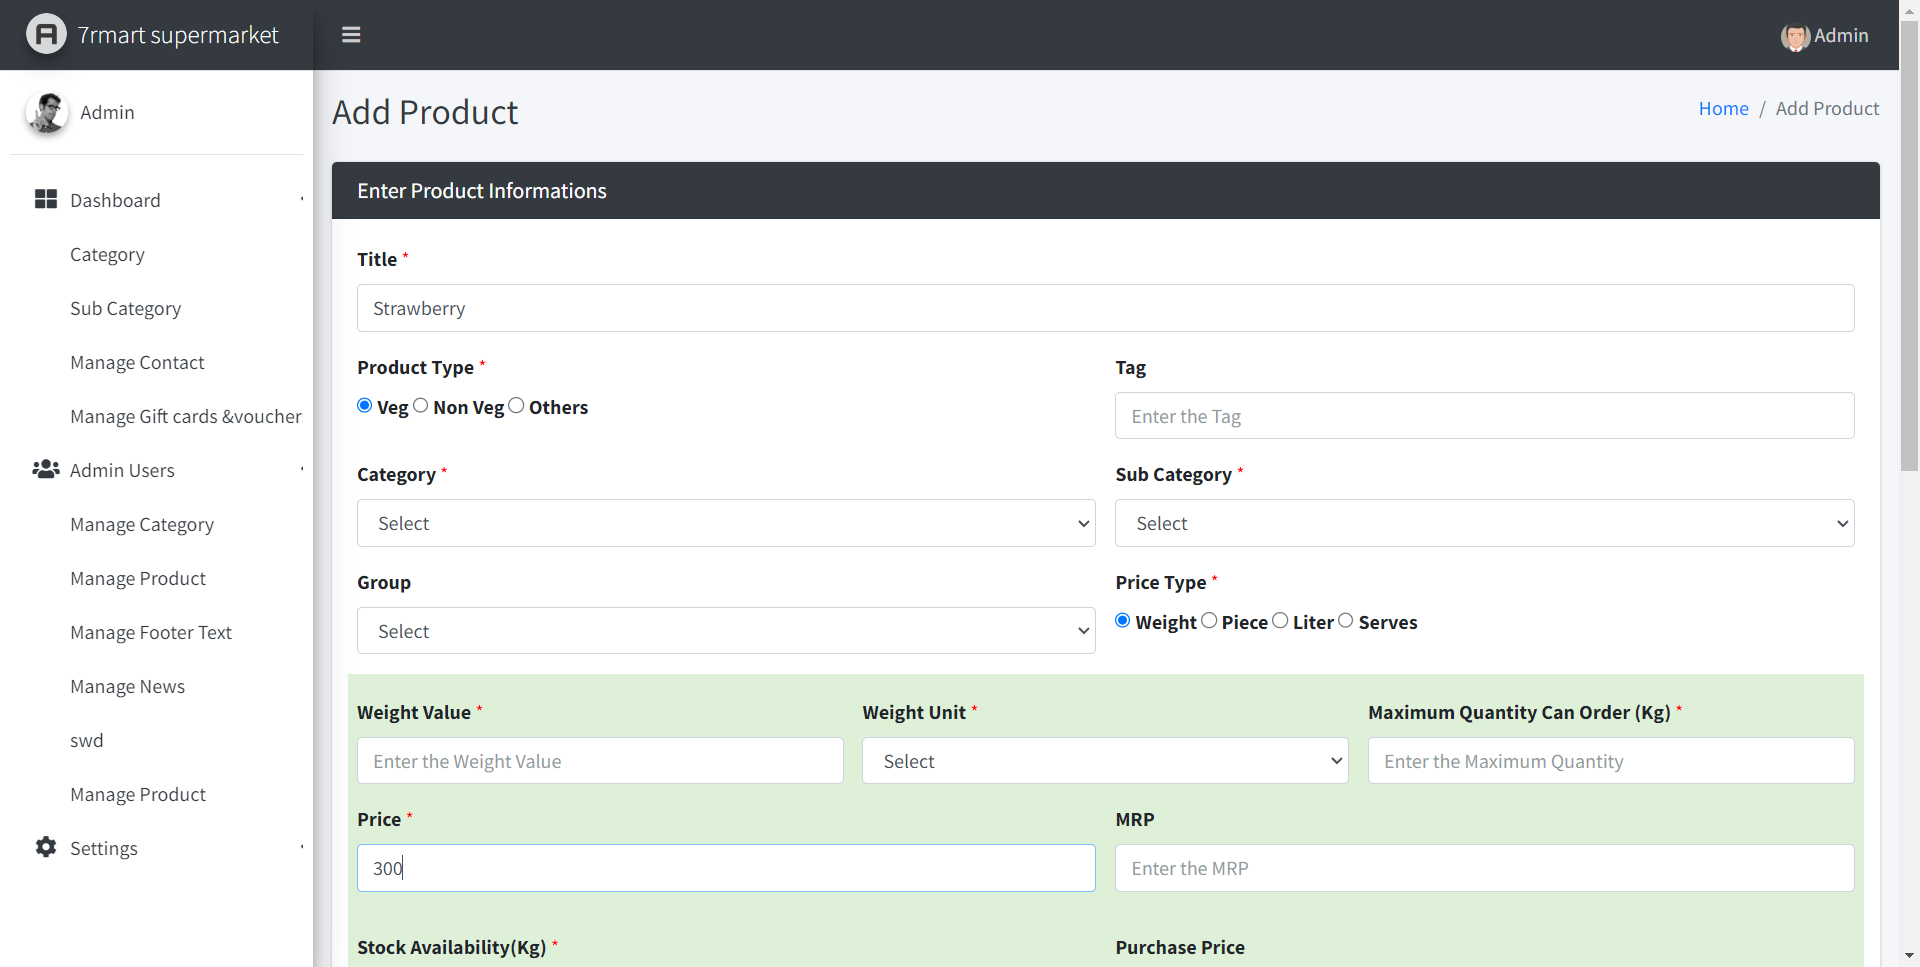 7rmart supermarket
Admin
Admin
Add Product
Home / Add Product
Dashboard
Category
Sub Category
Manage Contact
Manage Gift cards &voucher
Admin Users
Manage Category
Manage Product
Manage Footer Text
Manage News
swd
Manage Product
Settings
Enter Product Informations
Title *
Strawberry
Product Type *
Veg Non Veg Others
Tag
Enter the Tag
Category *
Select
Sub Category *
Select
Group
Select
Price Type *
Weight Piece Liter Serves
Weight Value *
Enter the Weight Value
Weight Unit *
Select
Maximum Quantity Can Order (Kg) *
Enter the Maximum Quantity
Price *
300
MRP
Enter the MRP
Stock Availability(Kg) *
Purchase Price